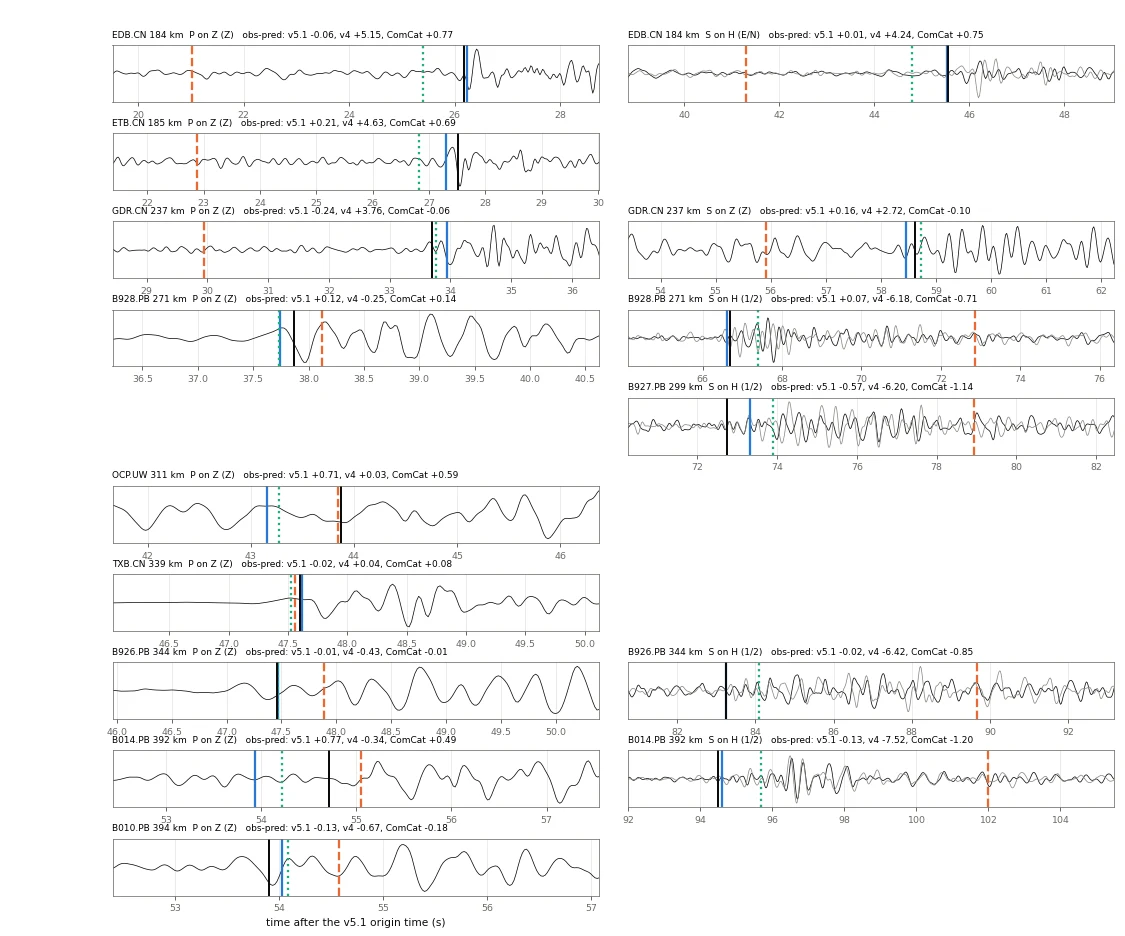 EDB.CN 184 km  P on Z (Z)   obs-pred: v5.1 -0.06, v4 +5.15, ComCat +0.77
20 22 24 26 28
EDB.CN 184 km  S on H (E/N)   obs-pred: v5.1 +0.01, v4 +4.24, ComCat +0.75
40 42 44 46 48
ETB.CN 185 km  P on Z (Z)   obs-pred: v5.1 +0.21, v4 +4.63, ComCat +0.69
22 23 24 25 26 27 28 29 30
GDR.CN 237 km  P on Z (Z)   obs-pred: v5.1 -0.24, v4 +3.76, ComCat -0.06
29 30 31 32 33 34 35 36
GDR.CN 237 km  S on Z (Z)   obs-pred: v5.1 +0.16, v4 +2.72, ComCat -0.10
54 55 56 57 58 59 60 61 62
B928.PB 271 km  P on Z (Z)   obs-pred: v5.1 +0.12, v4 -0.25, ComCat +0.14
36.5 37.0 37.5 38.0 38.5 39.0 39.5 40.0 40.5
B928.PB 271 km  S on H (1/2)   obs-pred: v5.1 +0.07, v4 -6.18, ComCat -0.71
66 68 70 72 74 76
B927.PB 299 km  S on H (1/2)   obs-pred: v5.1 -0.57, v4 -6.20, ComCat -1.14
72 74 76 78 80 82
OCP.UW 311 km  P on Z (Z)   obs-pred: v5.1 +0.71, v4 +0.03, ComCat +0.59
42 43 44 45 46
TXB.CN 339 km  P on Z (Z)   obs-pred: v5.1 -0.02, v4 +0.04, ComCat +0.08
46.5 47.0 47.5 48.0 48.5 49.0 49.5 50.0
B926.PB 344 km  P on Z (Z)   obs-pred: v5.1 -0.01, v4 -0.43, ComCat -0.01
46.0 46.5 47.0 47.5 48.0 48.5 49.0 49.5 50.0
B926.PB 344 km  S on H (1/2)   obs-pred: v5.1 -0.02, v4 -6.42, ComCat -0.85
82 84 86 88 90 92
B014.PB 392 km  P on Z (Z)   obs-pred: v5.1 +0.77, v4 -0.34, ComCat +0.49
53 54 55 56 57
B014.PB 392 km  S on H (1/2)   obs-pred: v5.1 -0.13, v4 -7.52, ComCat -1.20
92 94 96 98 100 102 104
B010.PB 394 km  P on Z (Z)   obs-pred: v5.1 -0.13, v4 -0.67, ComCat -0.18
53 54 55 56 57
time after the v5.1 origin time (s)